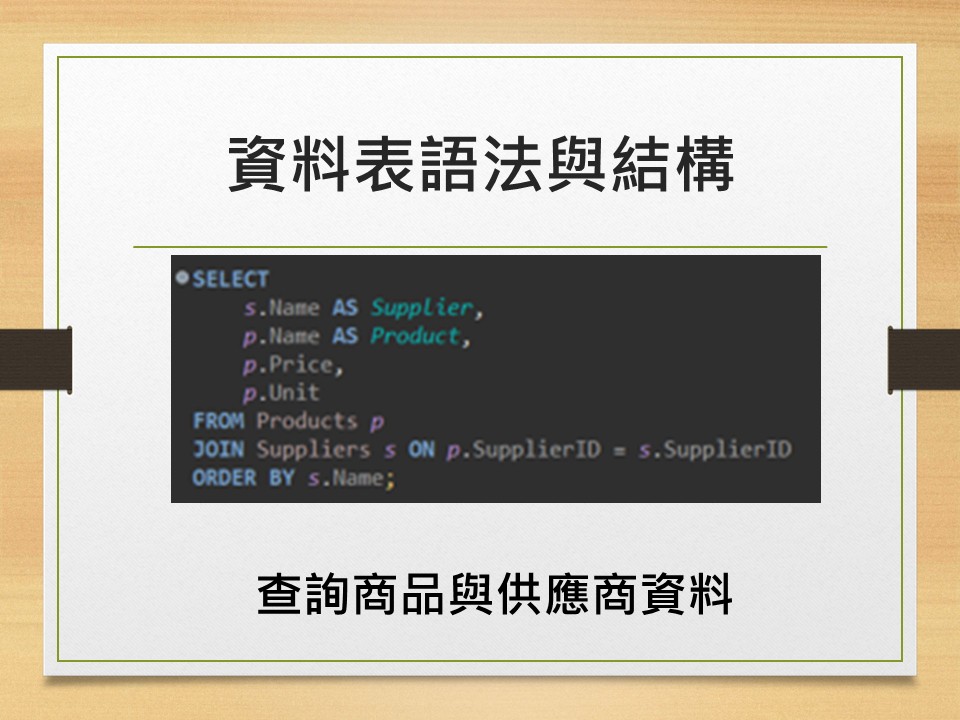 資料表語法與結構
SELECT
s.Name AS Supplier,
p.Name AS Product,
p.Price,
p.Unit
FROM Products p
JOIN Suppliers s ON p.SupplierID = s.SupplierID
ORDER BY s.Name;
查詢商品與供應商資料